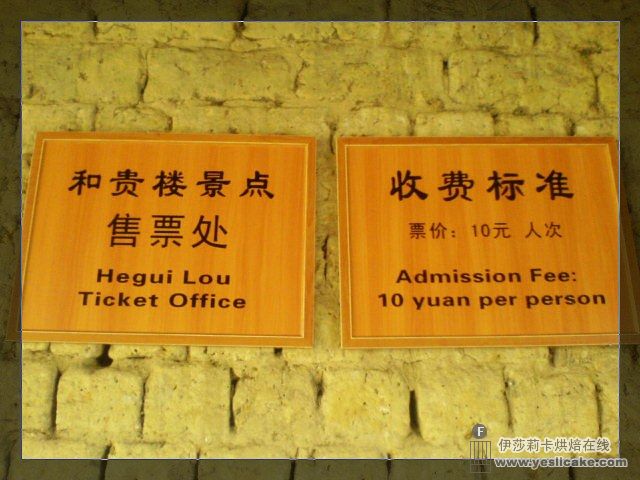 和贵楼景点
售票处
Hegui Lou
Ticket Office
收费标准
票价：10元 人次
Admission Fee:
10 yuan per person
F
伊莎莉卡烘焙在线
www.yeslicake.com